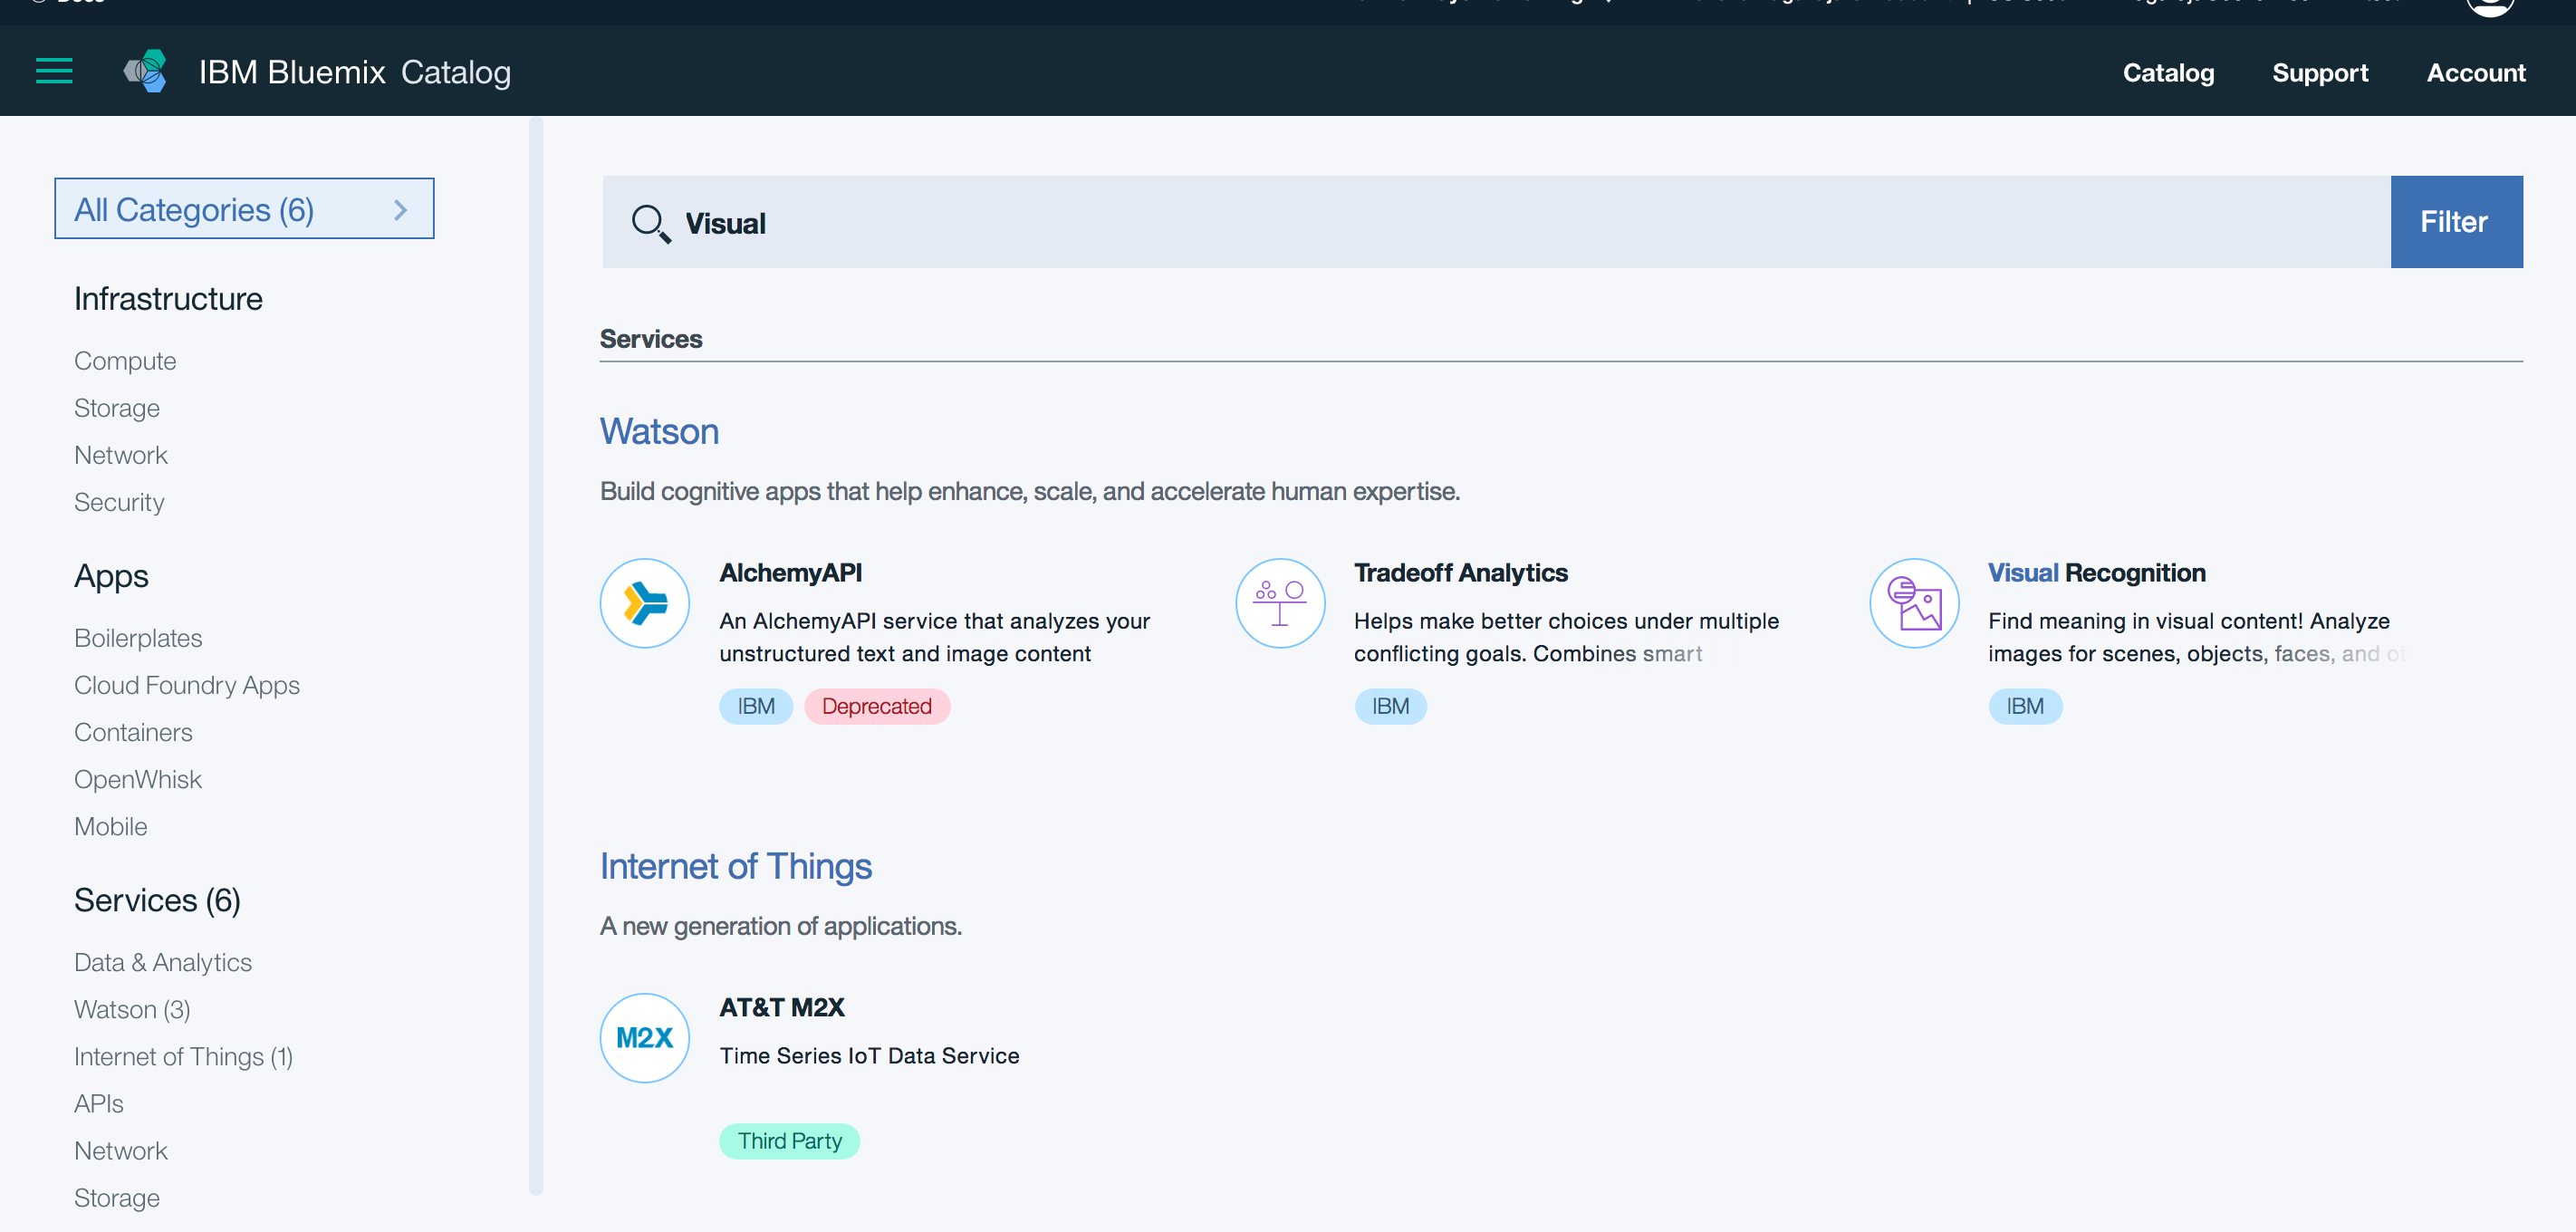 IBM Bluemix Catalog
Catalog Support Account
All Categories (6)
Infrastructure
Compute
Storage
Network
Security
Apps
Boilerplates
Cloud Foundry Apps
Containers
OpenWhisk
Mobile
Services (6)
Data & Analytics
Watson (3)
Internet of Things (1)
APIs
Network
Storage
Visual
Filter
Services
Watson
Build cognitive apps that help enhance, scale, and accelerate human expertise.
AlchemyAPI
An AlchemyAPI service that analyzes your
unstructured text and image content
IBM Deprecated
Tradeoff Analytics
Helps make better choices under multiple
conflicting goals. Combines smart
IBM
Visual Recognition
Find meaning in visual content! Analyze
images for scenes, objects, faces, and
IBM
Internet of Things
A new generation of applications.
M2X
AT&T M2X
Time Series IoT Data Service
Third Party